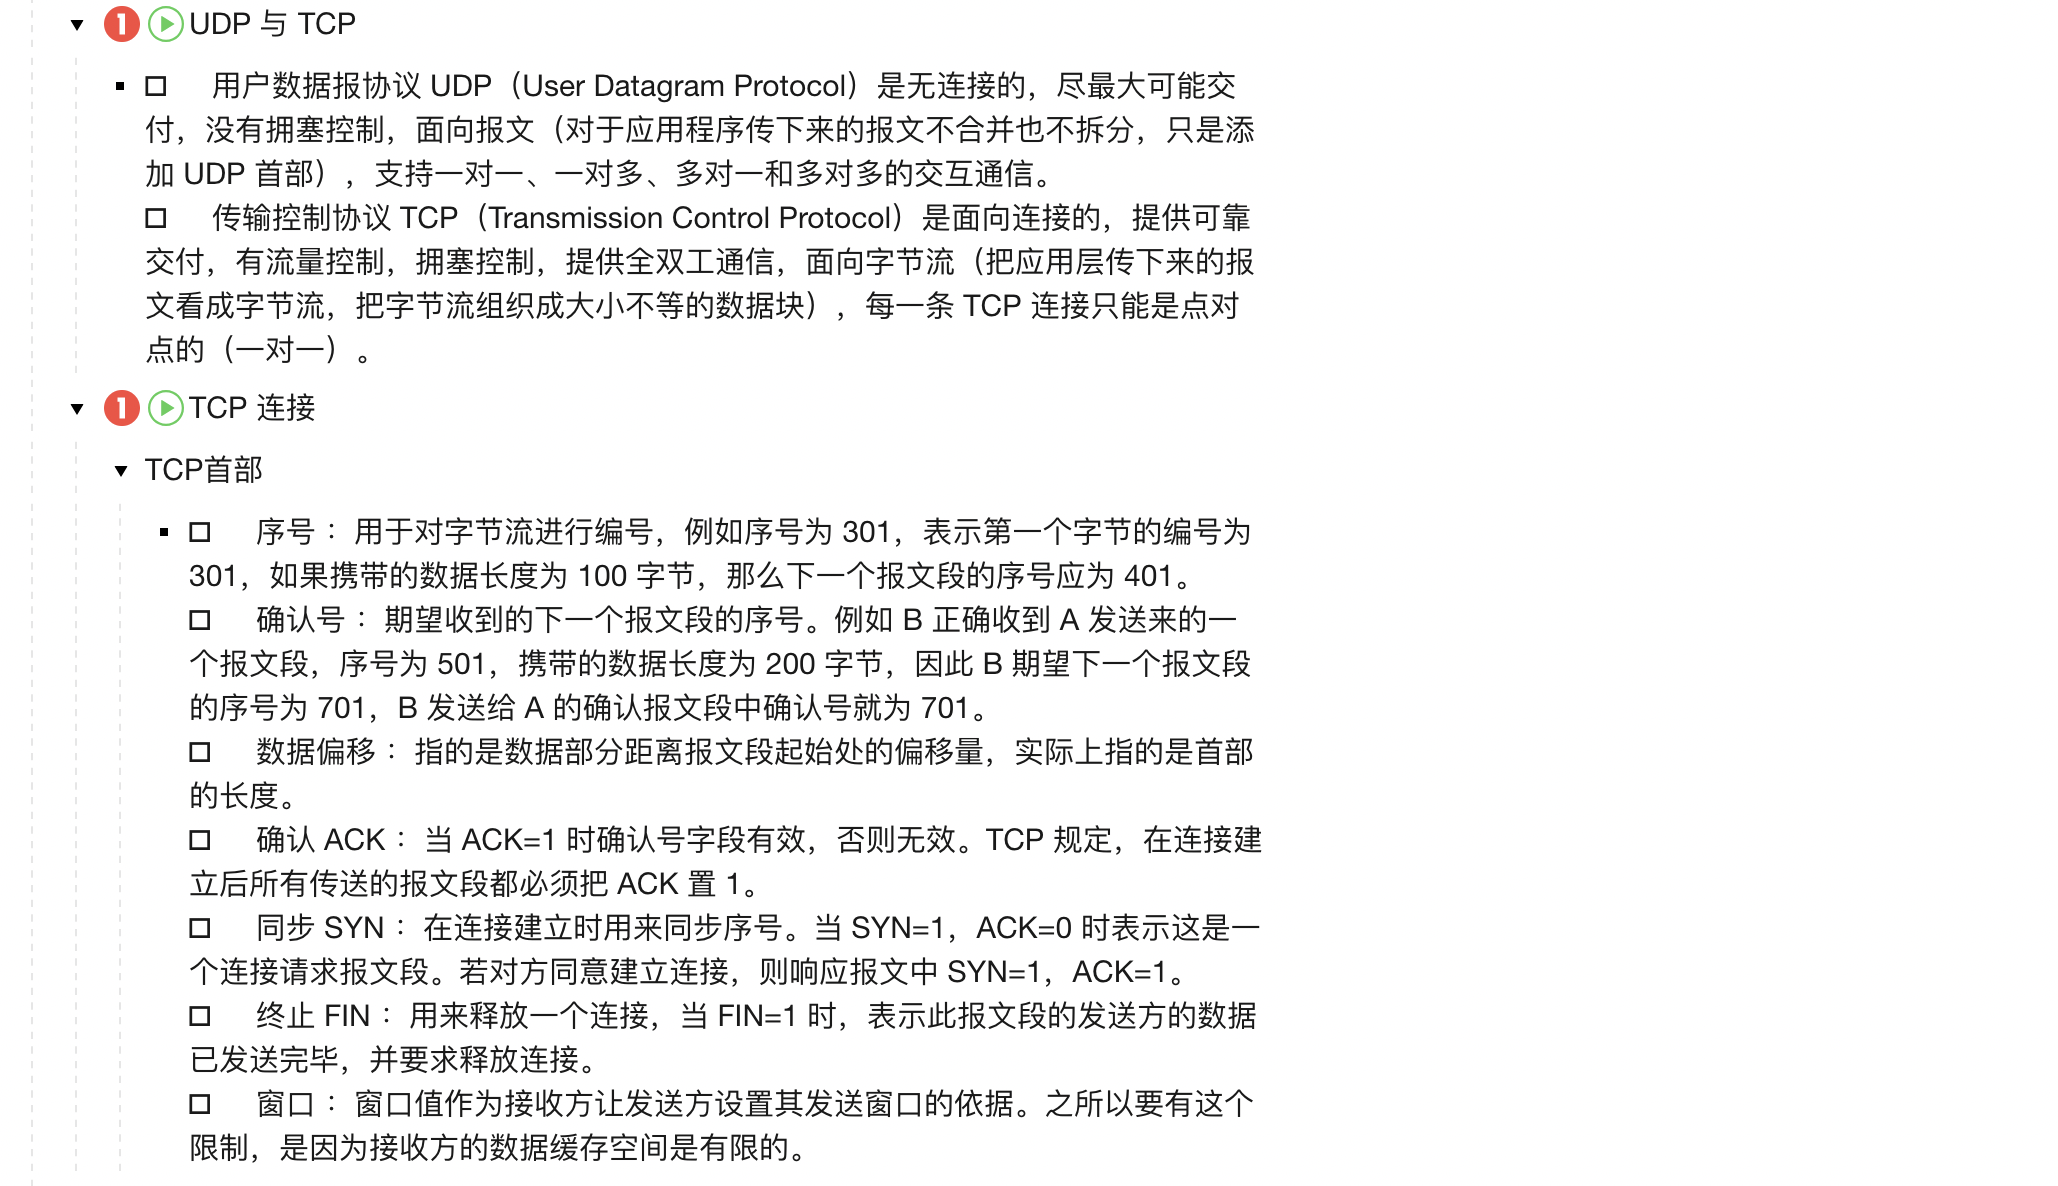 UDP 与 TCP
用户数据报协议 UDP（User Datagram Protocol）是无连接的，尽最大可能交
付，没有拥塞控制，面向报文（对于应用程序传下来的报文不合并也不拆分，只是添
加 UDP 首部），支持一对一、一对多、多对一和多对多的交互通信。
传输控制协议 TCP（Transmission Control Protocol）是面向连接的，提供可靠
交付，有流量控制，拥塞控制，提供全双工通信，面向字节流（把应用层传下来的报
文看成字节流，把字节流组织成大小不等的数据块），每一条 TCP 连接只能是点对
点的（一对一）。
TCP 连接
TCP首部
序号 ：用于对字节流进行编号，例如序号为 301，表示第一个字节的编号为
301，如果携带的数据长度为 100 字节，那么下一个报文段的序号应为 401。
确认号 ：期望收到的下一个报文段的序号。例如 B 正确收到 A 发送来的一
个报文段，序号为 501，携带的数据长度为 200 字节，因此 B 期望下一个报文段
的序号为 701，B 发送给 A 的确认报文段中确认号就为 701。
数据偏移 ：指的是数据部分距离报文段起始处的偏移量，实际上指的是首部
的长度。
确认 ACK ：当 ACK=1 时确认号字段有效，否则无效。TCP 规定，在连接建
立后所有传送的报文段都必须把 ACK 置 1。
同步 SYN ：在连接建立时用来同步序号。当 SYN=1，ACK=0 时表示这是一
个连接请求报文段。若对方同意建立连接，则响应报文中 SYN=1，ACK=1。
终止 FIN ：用来释放一个连接，当 FIN=1 时，表示此报文段的发送方的数据
已发送完毕，并要求释放连接。
窗口 ：窗口值作为接收方让发送方设置其发送窗口的依据。之所以要有这个
限制，是因为接收方的数据缓存空间是有限的。